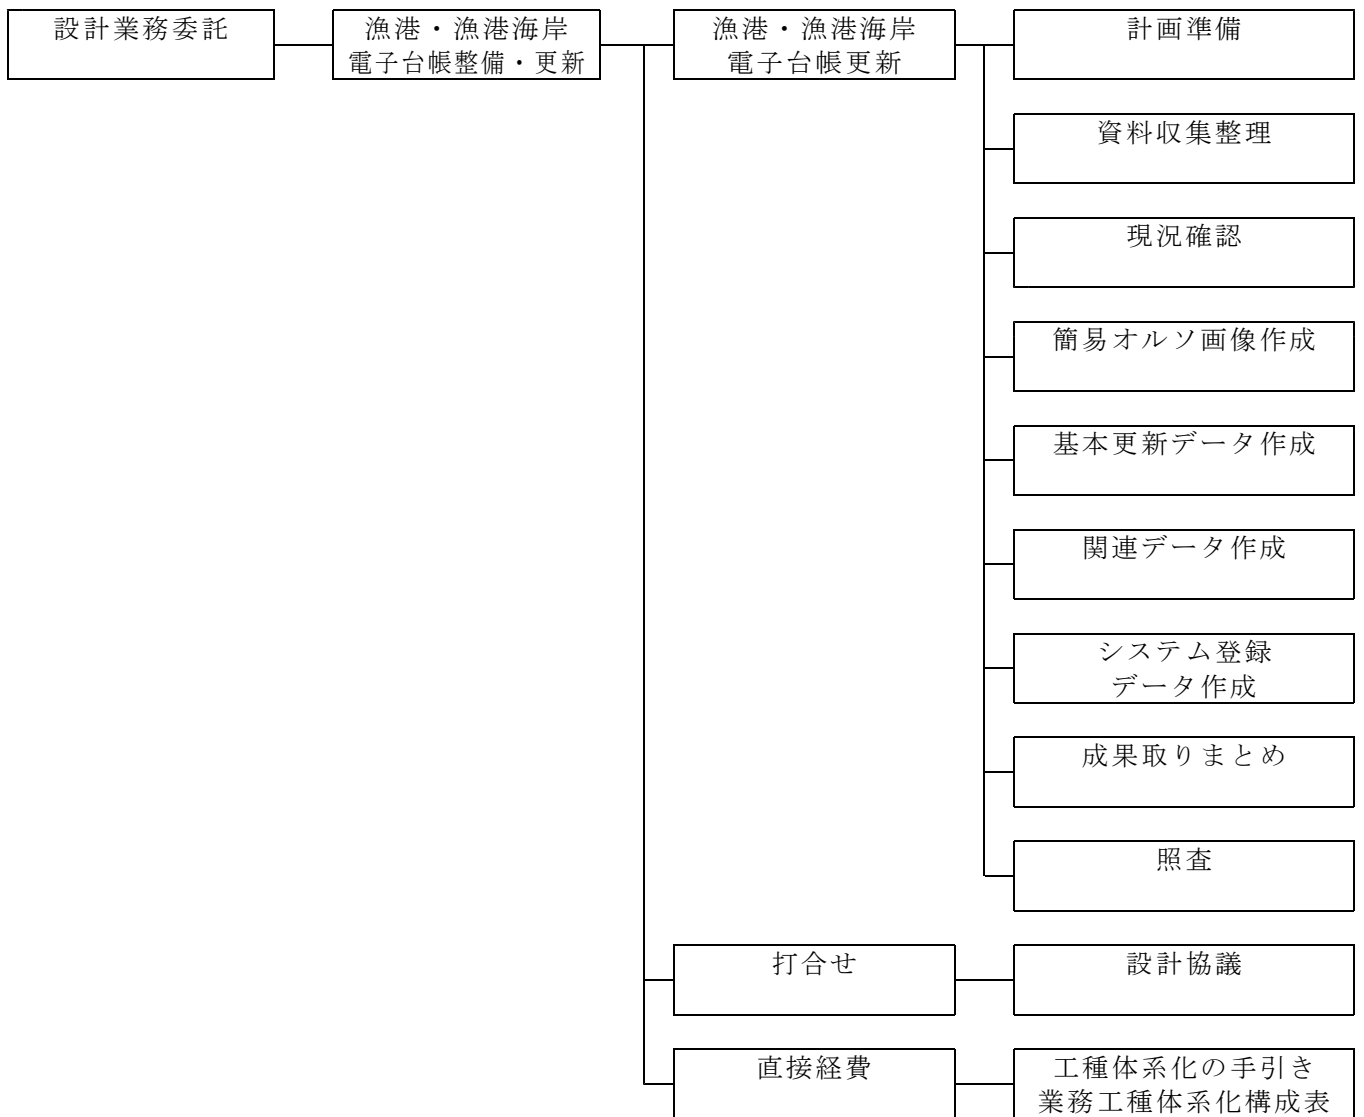 設計業務委託
漁港・漁港海岸
電子台帳整備・更新
漁港・漁港海岸
電子台帳更新
計画準備
資料収集整理
現況確認
簡易オルソ画像作成
基本更新データ作成
関連データ作成
システム登録
データ作成
成果取りまとめ
照査
打合せ
設計協議
直接経費
工種体系化の手引き
業務工種体系化構成表